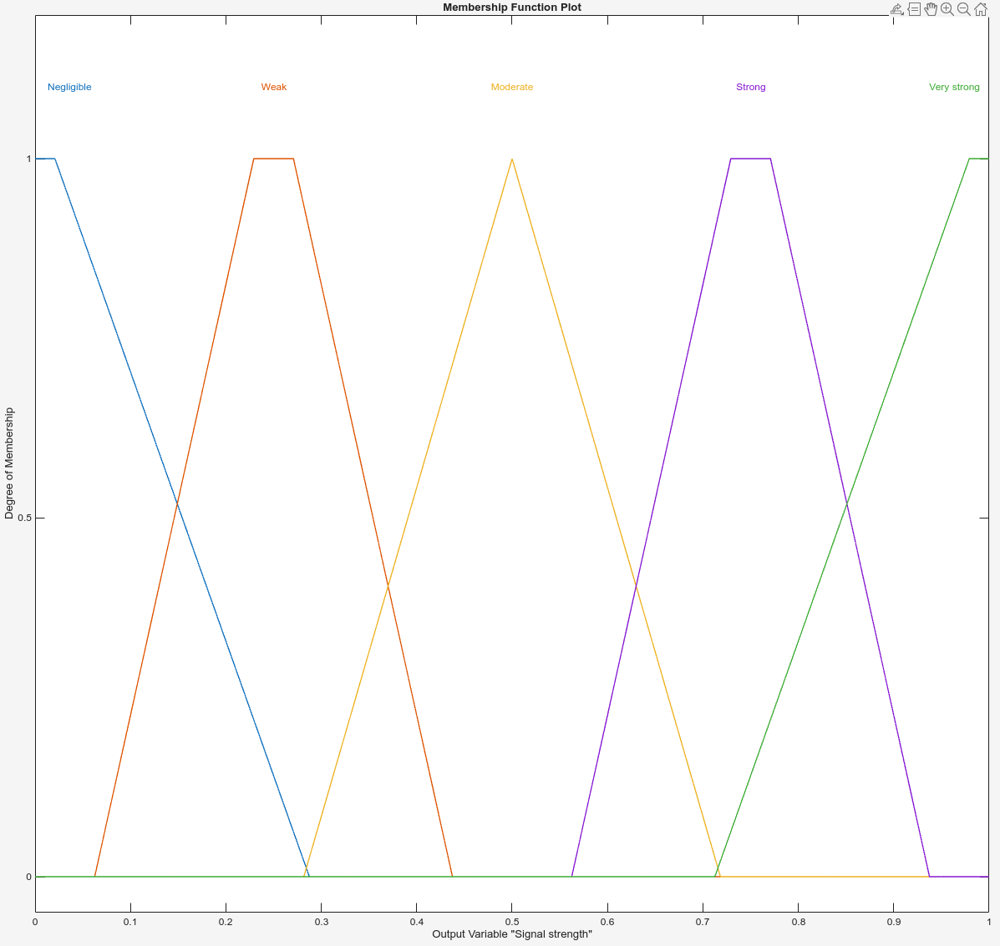 Membership Function Plot
Negligible
Weak
Moderate
Strong
Very strong
1
0.5
0
Degree of Membership
0
0.1
0.2
0.3
0.4
0.5
0.6
0.7
0.8
0.9
1
Output Variable "Signal strength"